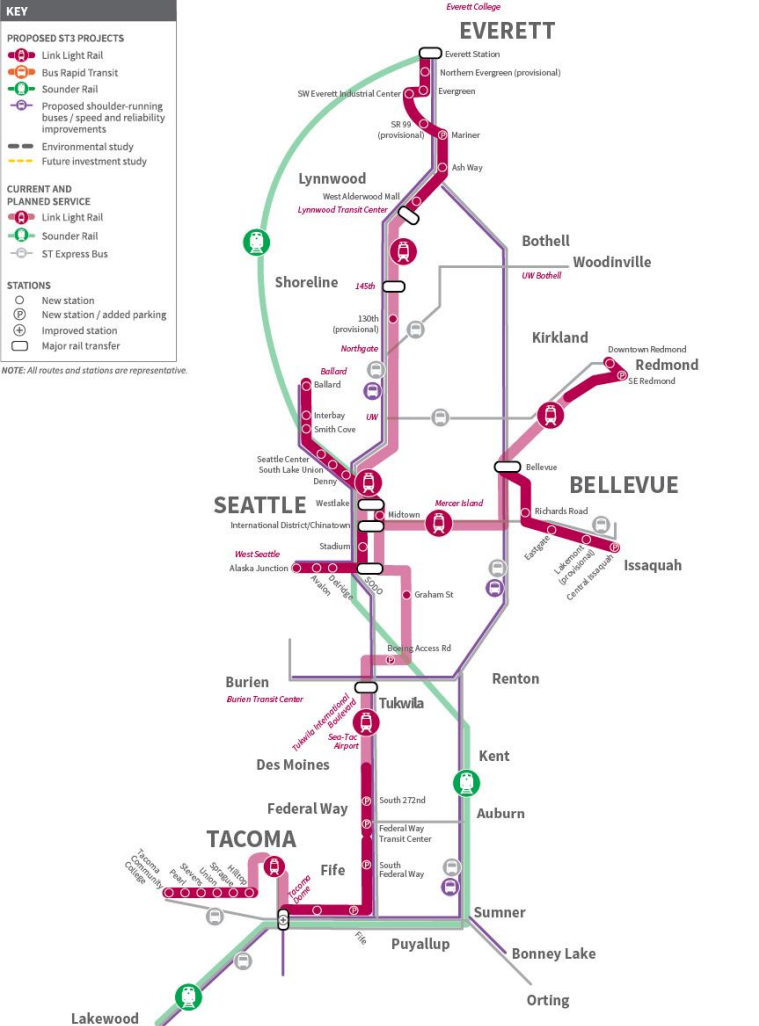 KEY
PROPOSED ST3 PROJECTS
Link Light Rail
Bus Rapid Transit
Sounder Rail
Proposed shoulder-running
buses / speed and reliability
improvements
Environmental study
Future investment study
CURRENT AND
PLANNED SERVICE
Link Light Rail
Sounder Rail
ST Express Bus
STATIONS
New station
P
New station / added parking
Improved station
Major rail transfer
NOTE: All routes and stations are representative.
Everett College
EVERETT
Everett Station
Northern Evergreen (provisional)
SW Everett Industrial Center
Evergreen
SR 99
(provisional)
P
Mariner
Ash Way
Lynnwood
West Alderwood Mall
Lynnwood Transit Center
Bothell
Woodinville
UW Bothell
Shoreline
145th
130th
(provisional)
Northgate
Kirkland
Downtown Redmond
Redmond
P
SE Redmond
Ballard
Ballard
Interbay
Smith Cove
UW
Seattle Center
South Lake Union
Denny
Bellevue
BELLEVUE
SEATTLE
Westlake
Midtown
Mercer Island
International District/Chinatown
Richards Road
Eastgate
Lakemont
(provisional)
Central Issaquah
P
Issaquah
Stadium
West Seattle
Alaska Junction
Avalon
Delridge
SODO
Graham St
Boeing Access Rd
P
Burien
Burien Transit Center
Renton
Tukwila
Tukwila International
Boulevard
Sea-Tac
Airport
Kent
Des Moines
P
South 272nd
Federal Way
P
Federal Way
Transit Center
Auburn
TACOMA
Tacoma
Community
College
Pearl
Stevens
Union
Sprague
Hilltop
Fife
P
South
Federal Way
Tacoma
Dome
P
Fife
Sumner
Puyallup
Bonney Lake
Orting
Lakewood